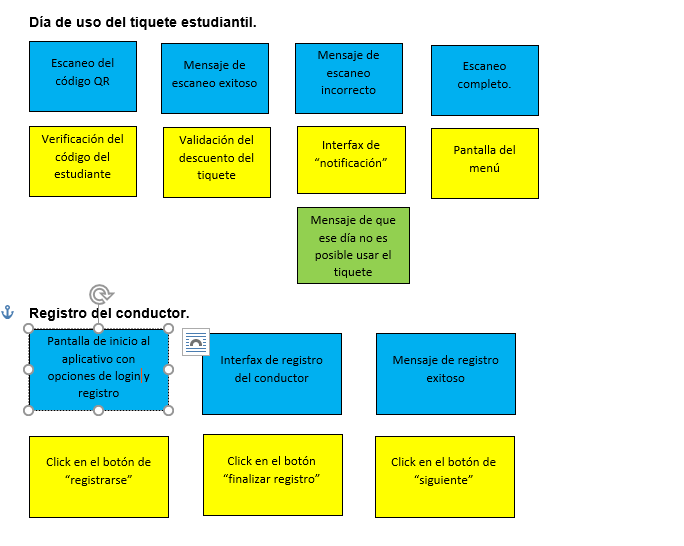 Día de uso del tiquete estudiantil.
Escaneo del
código QR
Mensaje de
escaneo exitoso
Mensaje de
escaneo
incorrecto
Escaneo
completo.
Verificación del
código del
estudiante
Validación del
descuento del
tiquete
Interfax de
“notificación”
Pantalla del
menú
Mensaje de que
ese día no es
posible usar el
tiquete
Registro del conductor.
Pantalla de inicio al
aplicativo con
opciones de login y
registro
Interfax de registro
del conductor
Mensaje de registro
exitoso
Click en el botón de
“registrarse”
Click en el botón
“finalizar registro”
Click en el botón de
“siguiente”